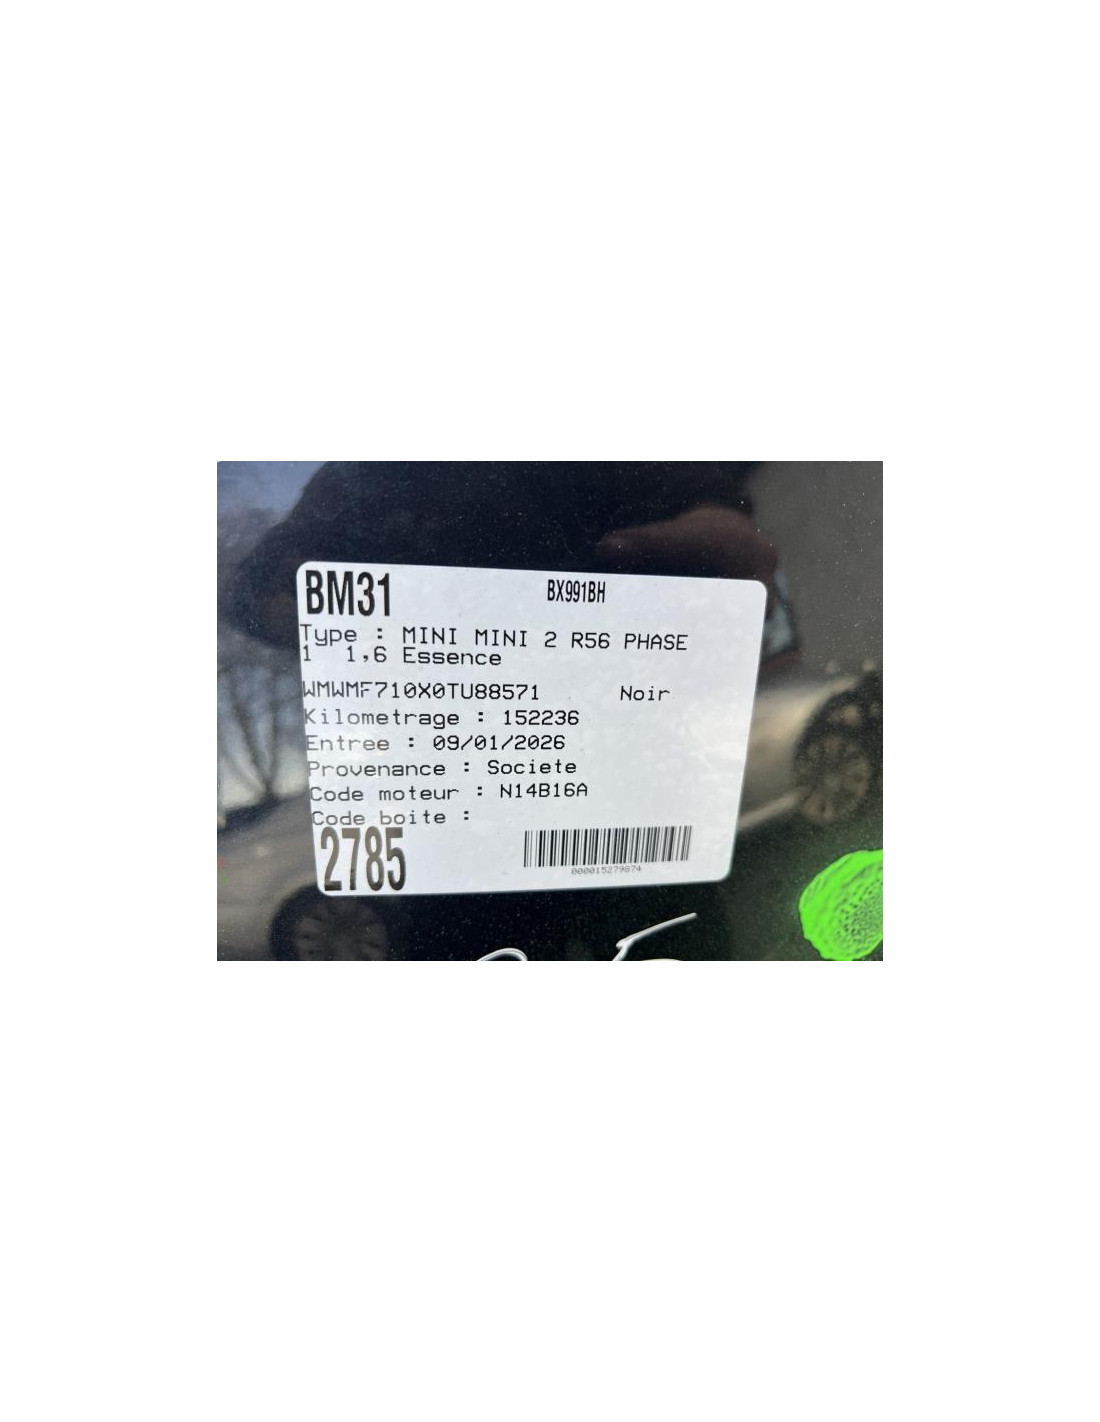 BM31 BX991BH
Type : MINI MINI 2 R56 PHASE
1 1,6 Essence
WMWMF710X0TU88571 Noir
Kilometrage : 152236
Entree : 09/01/2026
Provenance : Societe
Code moteur : N14B16A
Code boite :
2785
000015279874